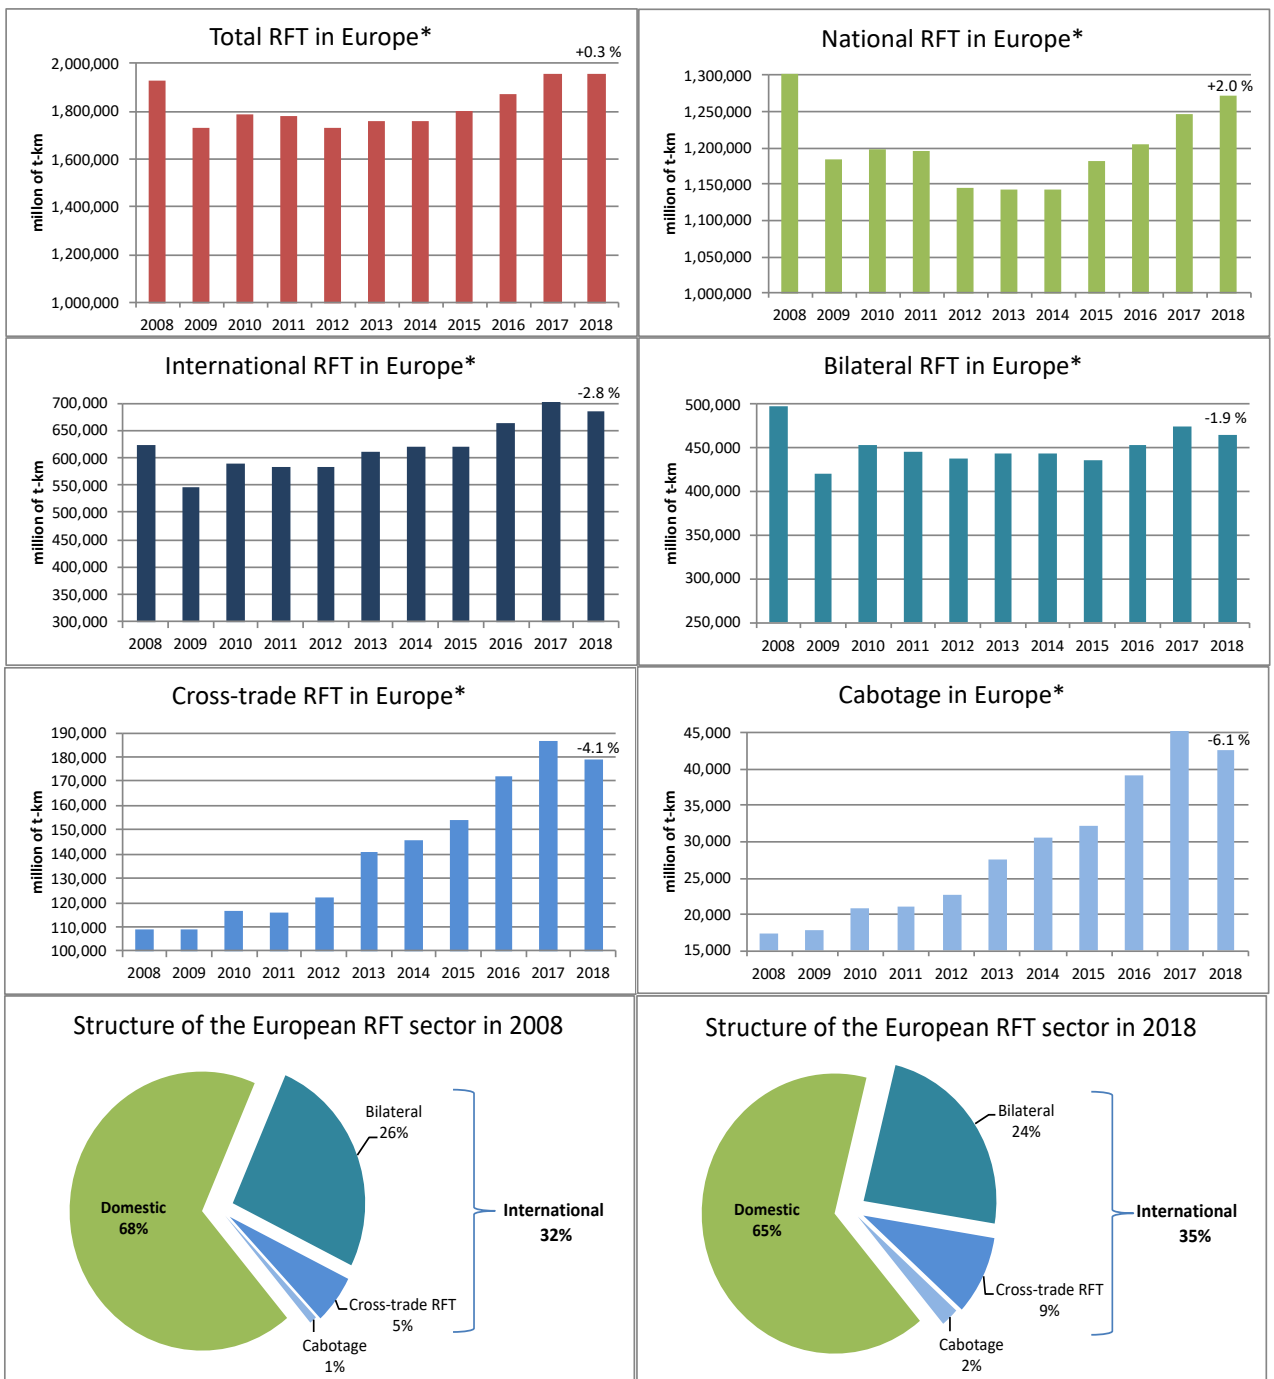 Total RFT in Europe*
+0.3 %
2,000,000
1,800,000
1,600,000
1,400,000
1,200,000
1,000,000
millon of t-km
2008 2009 2010 2011 2012 2013 2014 2015 2016 2017 2018
National RFT in Europe*
+2.0 %
1,300,000
1,250,000
1,200,000
1,150,000
1,100,000
1,050,000
1,000,000
million of t-km
2008 2009 2010 2011 2012 2013 2014 2015 2016 2017 2018
International RFT in Europe*
-2.8 %
700,000
650,000
600,000
550,000
500,000
450,000
400,000
350,000
300,000
million of t-km
2008 2009 2010 2011 2012 2013 2014 2015 2016 2017 2018
Bilateral RFT in Europe*
-1.9 %
500,000
450,000
400,000
350,000
300,000
250,000
million of t-km
2008 2009 2010 2011 2012 2013 2014 2015 2016 2017 2018
Cross-trade RFT in Europe*
-4.1 %
190,000
180,000
170,000
160,000
150,000
140,000
130,000
120,000
110,000
100,000
million of t-km
2008 2009 2010 2011 2012 2013 2014 2015 2016 2017 2018
Cabotage in Europe*
-6.1 %
45,000
40,000
35,000
30,000
25,000
20,000
15,000
million of t-km
2008 2009 2010 2011 2012 2013 2014 2015 2016 2017 2018
Structure of the European RFT sector in 2008
Bilateral
26%
Domestic
68%
International
32%
Cross-trade RFT
5%
Cabotage
1%
Structure of the European RFT sector in 2018
Bilateral
24%
Domestic
65%
International
35%
Cross-trade RFT
9%
Cabotage
2%